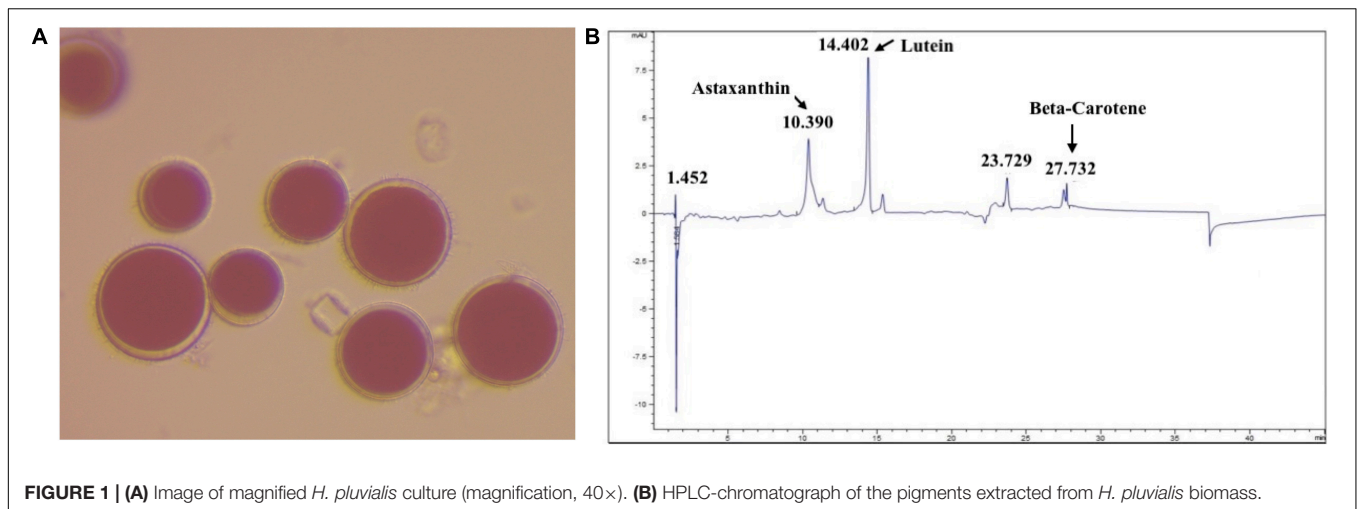 A
B
mAU
14.402
Lutein
Astaxanthin
10.390
Beta-Carotene
23.729
27.732
1.452
7.5
5
2.5
0
-2.5
-5
-7.5
-10
5
10
15
20
25
30
35
40
min
FIGURE 1 | (A) Image of magnified H. pluvialis culture (magnification, 40×). (B) HPLC-chromatograph of the pigments extracted from H. pluvialis biomass.